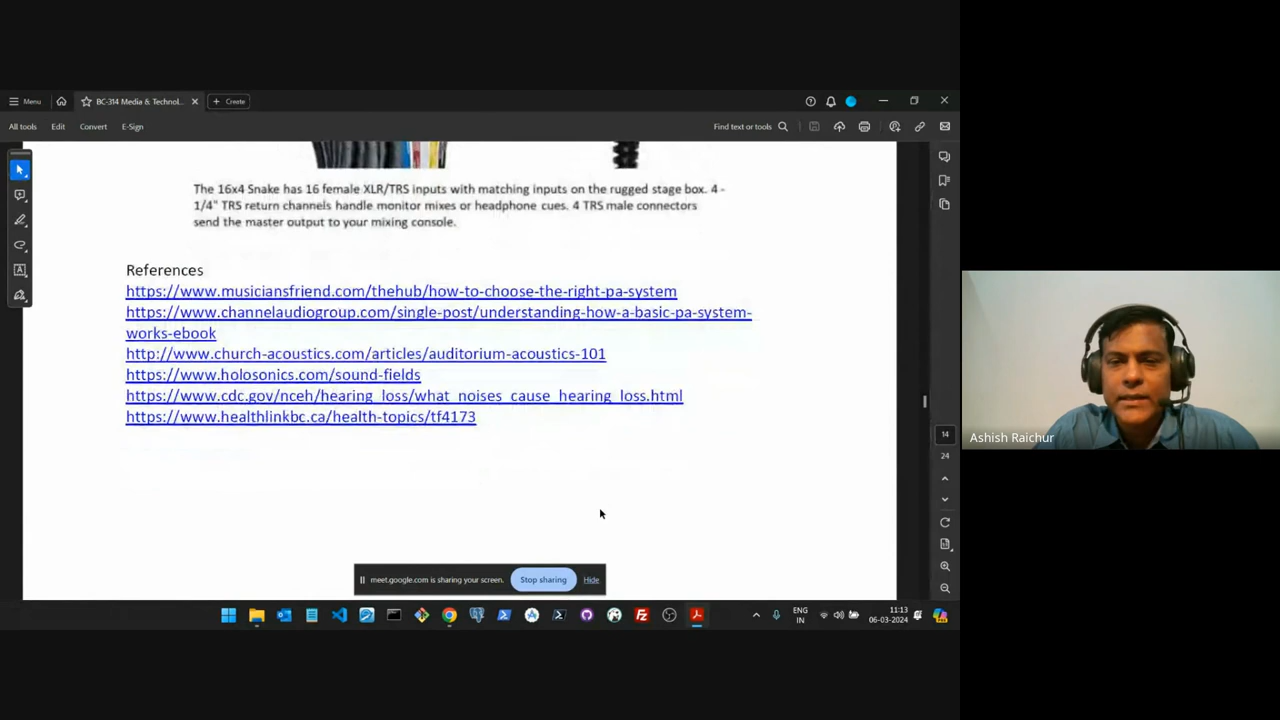 Menu
BC-314 Media & Technol...
Create
All tools
Edit
Convert
E-Sign
Find text or tools
The 16x4 Snake has 16 female XLR/TRS inputs with matching inputs on the rugged stage box. 4 -
1/4" TRS return channels handle monitor mixes or headphone cues. 4 TRS male connectors
send the master output to your mixing console.
References
https://www.musiciansfriend.com/thehub/how-to-choose-the-right-pa-system
https://www.channelaudiogroup.com/single-post/understanding-how-a-basic-pa-system-
works-ebook
http://www.church-acoustics.com/articles/auditorium-acoustics-101
https://www.holosonics.com/sound-fields
https://www.cdc.gov/nceh/hearing_loss/what_noises_cause_hearing_loss.html
https://www.healthlinkbc.ca/health-topics/tf4173
14
24
Ashish Raichur
meet.google.com is sharing your screen.
Stop sharing
Hide
ENG
IN
11:13
06-03-2024